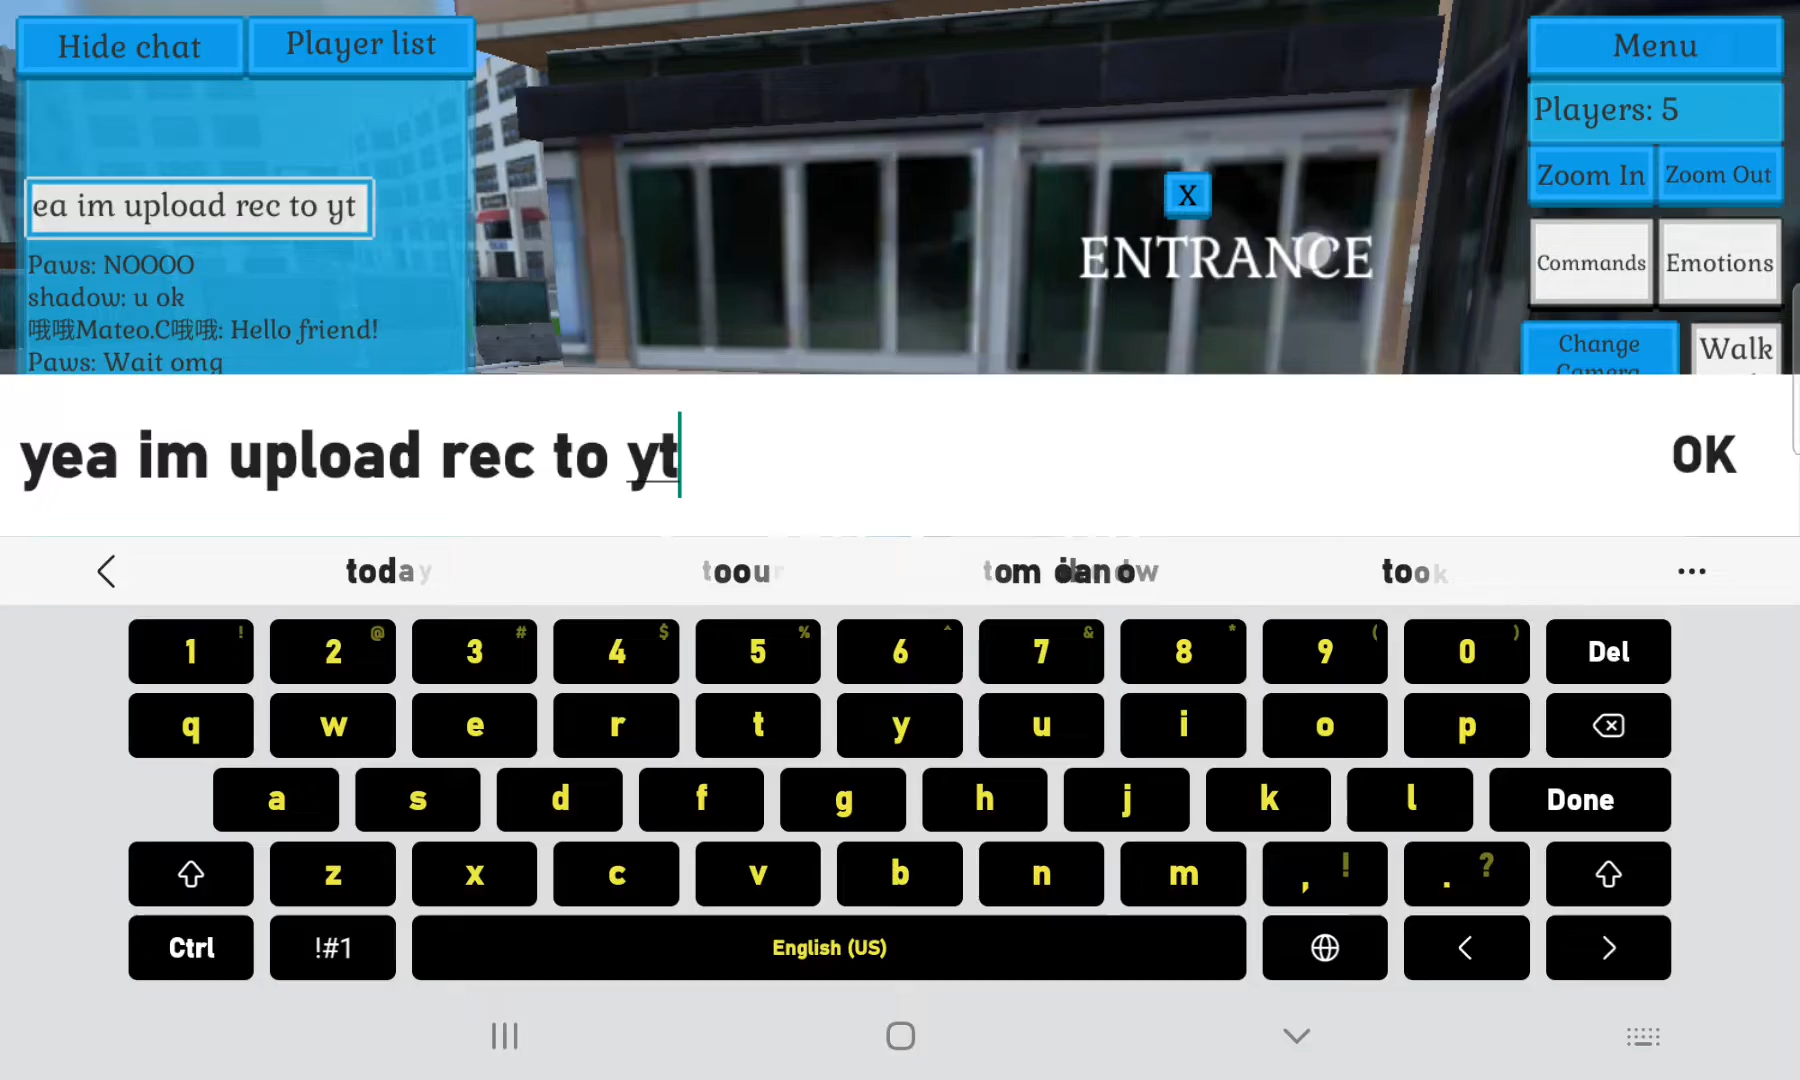 Hide chat
Player list
ea im upload rec to yt
Paws: NOOOO
shadow: u ok
哦哦Mateo.C哦哦: Hello friend!
Paws: Wait omg
X
ENTRANCE
Menu
Players: 5
Zoom In
Zoom Out
Commands
Emotions
Change
Camera
Walk
yea im upload rec to yt
OK
today
took
1 ! 2 @ 3 # 4 $ 5 % 6 ^ 7 & 8 * 9 ( 0 ) Del
q w e r t y u i o p
a s d f g h j k l Done
z x c v b n m , ! . ?
Ctrl !#1 English (US) < >